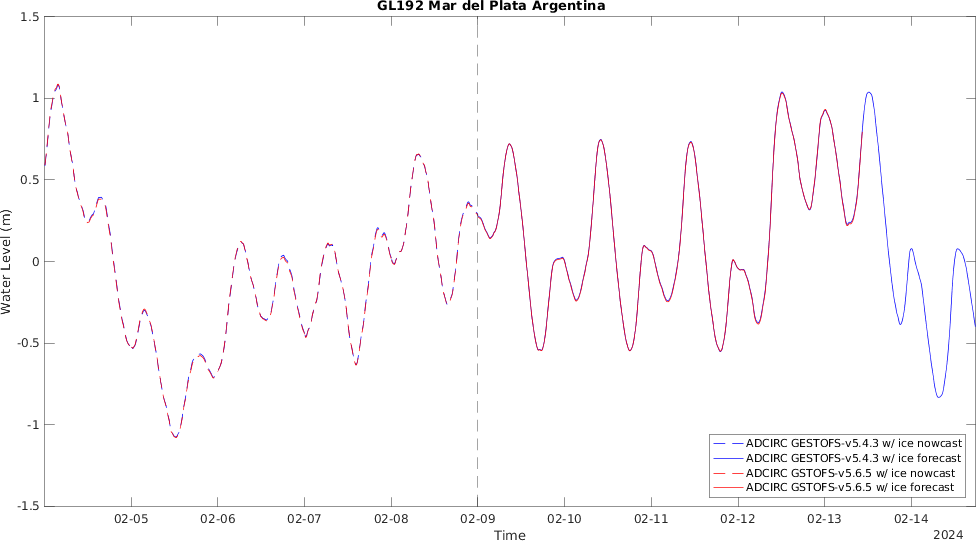 GL192 Mar del Plata Argentina
1.5
1
0.5
0
-0.5
-1
-1.5
Water Level (m)
ADCIRC GESTOFS-v5.4.3 w/ ice nowcast
ADCIRC GESTOFS-v5.4.3 w/ ice forecast
ADCIRC GSTOFS-v5.6.5 w/ ice nowcast
ADCIRC GSTOFS-v5.6.5 w/ ice forecast
02-05 02-06 02-07 02-08 02-09 02-10 02-11 02-12 02-13 02-14
Time
2024